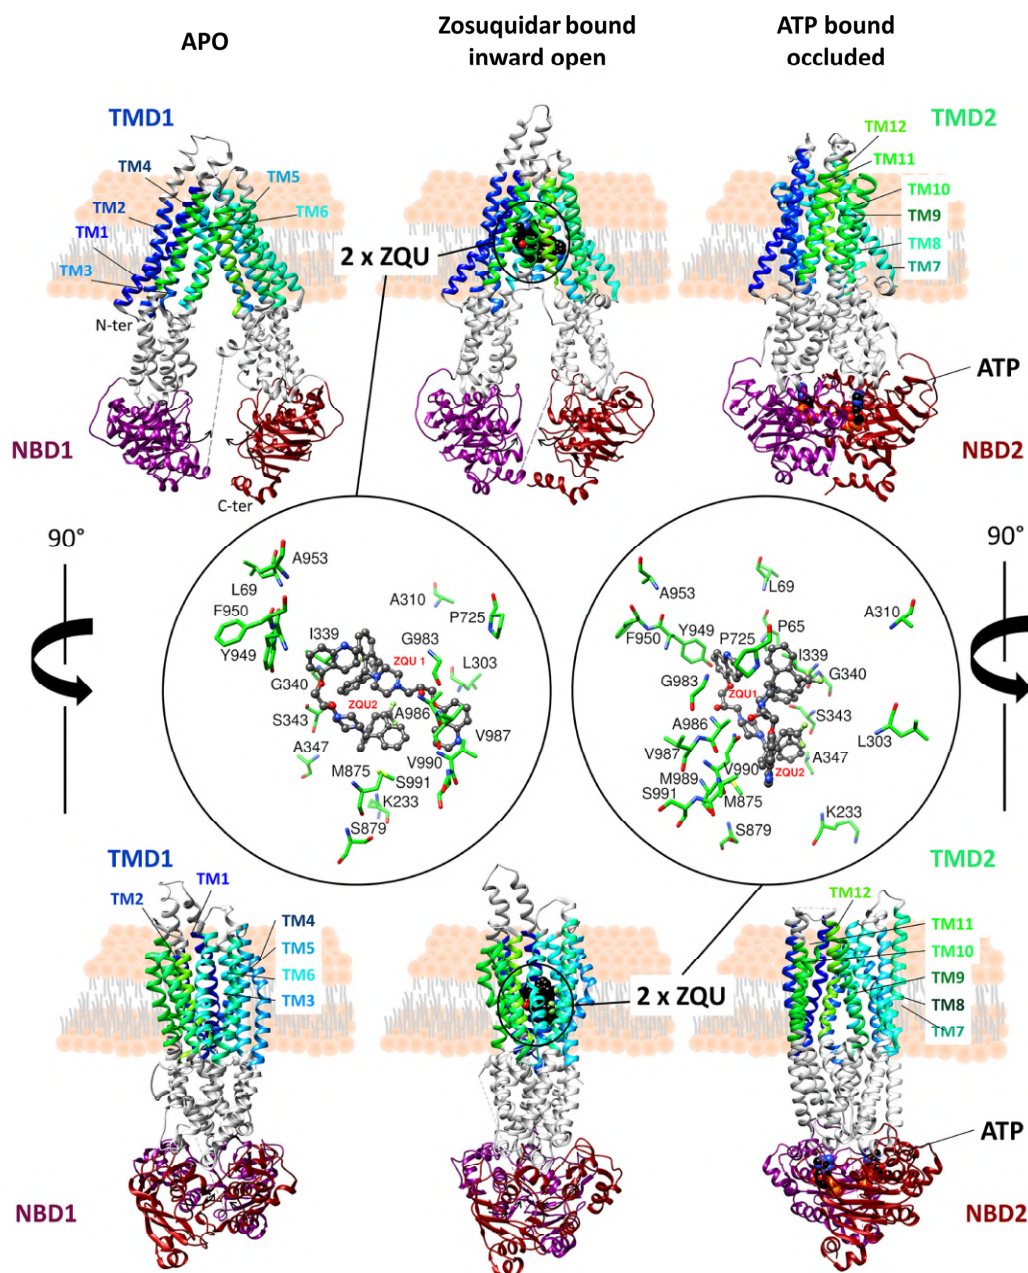 APO
Zosuquidar bound
inward open
ATP bound
occluded
TMD1
TMD2
TM12
TM11
TM4
TM5
TM10
TM2
TM6
TM9
TM1
TM8
TM3
TM7
2 x ZQU
N-ter
ATP
NBD1
NBD2
C-ter
90°
90°
A953
L69
F950
Y949
I339
A310
P725
G983
ZQU 1
L303
G340
ZQU2
A986
S343
V987
A347
V990
M875
S991
K233
S879
A953
L69
A310
F950
Y949
P725
P65
I339
G983
ZQU1
G340
A986
S343
L303
V987
V990
A347
M989
ZQU2
S991
M875
K233
S879
TMD1
TMD2
TM1
TM2
TM12
TM4
TM11
TM5
TM10
TM6
TM9
TM3
TM8
TM7
2 x ZQU
ATP
NBD1
NBD2